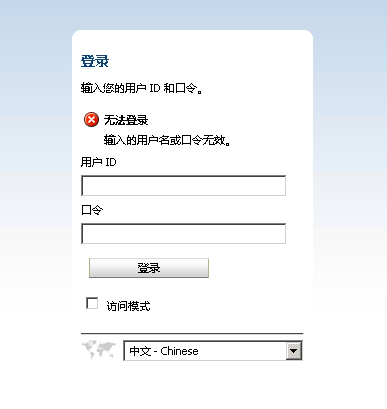 登录
输入您的用户 ID 和口令。
无法登录
输入的用户名或口令无效。
用户 ID
口令
登录
访问模式
中文 - Chinese